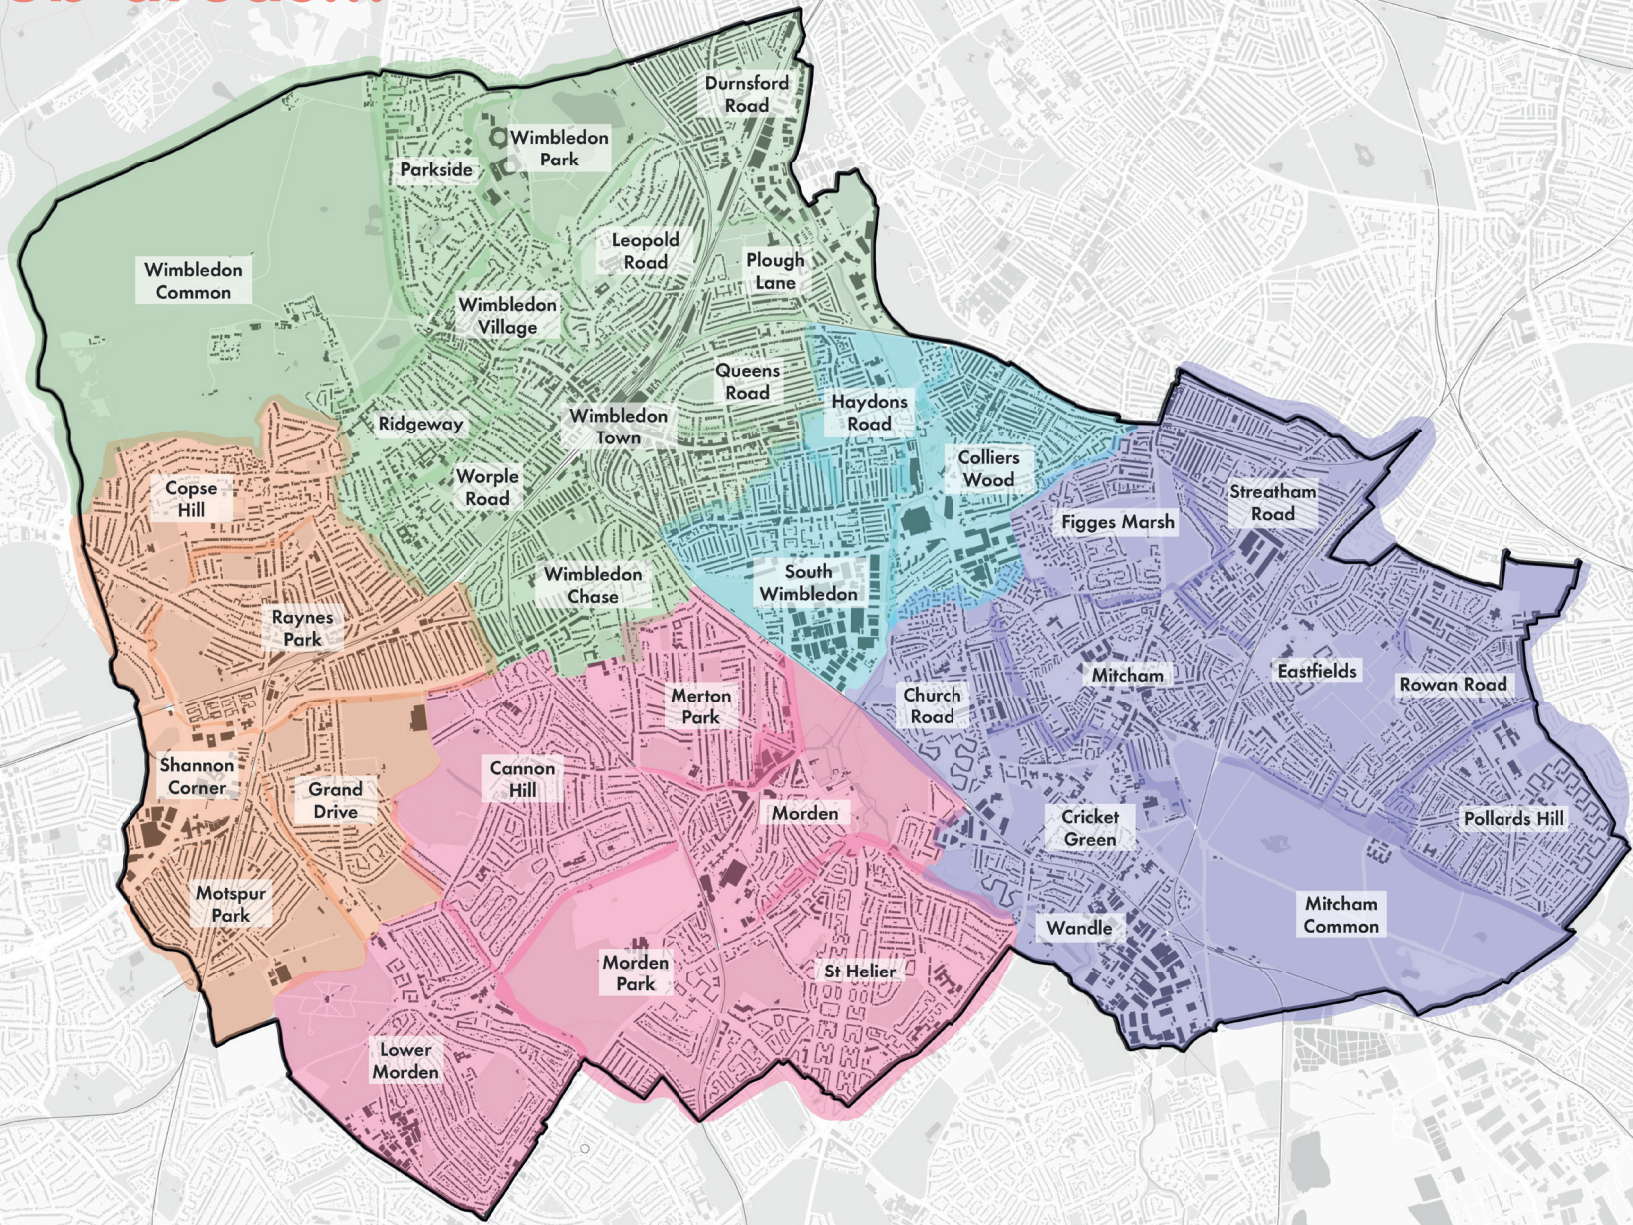 Durnsford
Road
Wimbledon
Park
Parkside
Leopold
Road
Plough
Lane
Wimbledon
Common
Wimbledon
Village
Queens
Road
Haydons
Road
Wimbledon
Town
Ridgeway
Colliers
Wood
Worple
Road
Copse
Hill
Streatham
Road
Figges Marsh
Wimbledon
Chase
South
Wimbledon
Raynes
Park
Mitcham
Eastfields
Rowan Road
Merton
Park
Church
Road
Shannon
Corner
Cannon
Hill
Grand
Drive
Morden
Cricket
Green
Pollards Hill
Motspur
Park
Mitcham
Common
Wandle
Morden
Park
St Helier
Lower
Morden